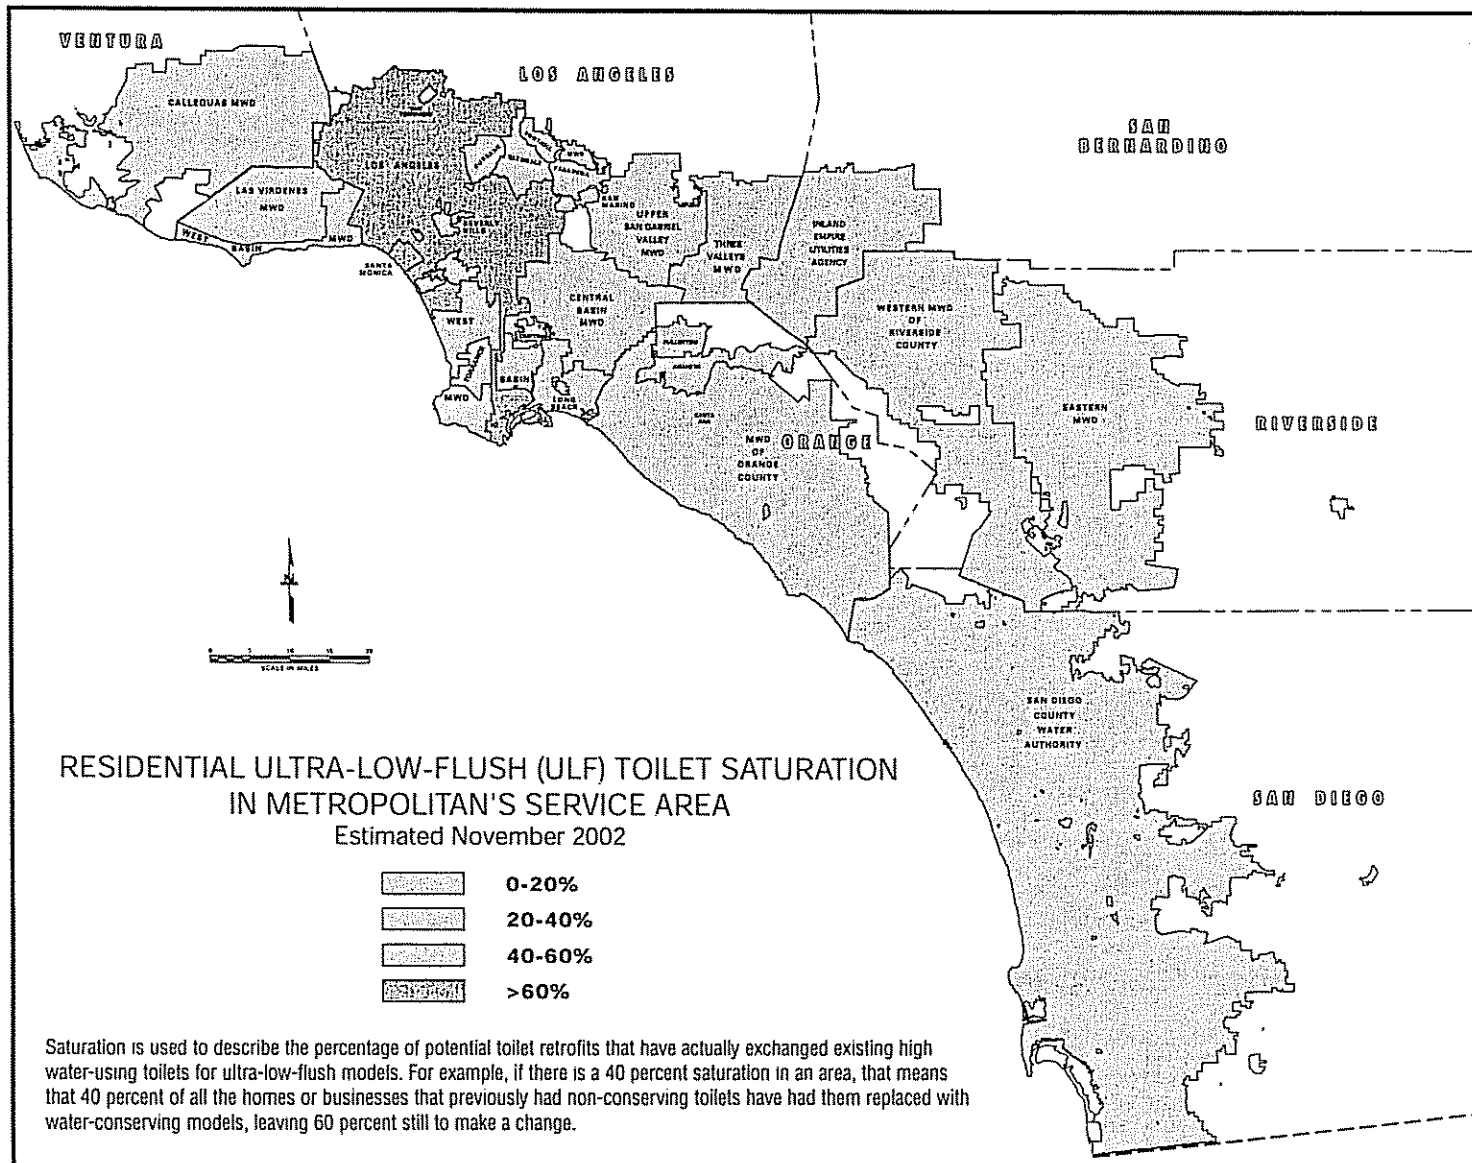 VENTURA
LOS ANGELES
SAN
BERNARDINO
CALLEGUAS MWD
LOS ANGELES
LAS VIRGENES
MWD
WEST
BASIN
MWD
BURBANK
GLENDALE
FOOTHILL
MWD
PASADENA
SAN
MARINO
BEVERLY
HILLS
SANTA
MONICA
UPPER
SAN GABRIEL
VALLEY
MWD
THREE
VALLEYS
MWD
INLAND
EMPIRE
UTILITIES
AGENCY
CENTRAL
BASIN
MWD
WESTERN MWD
OF
RIVERSIDE
COUNTY
WEST
BASIN
MWD
TORRANCE
LONG
BEACH
FULLERTON
ANAHEIM
SANTA
ANA
EASTERN
MWD
RIVERSIDE
ORANGE
MWD
OF
ORANGE
COUNTY
0 5 10 15 20
SCALE IN MILES
SAN DIEGO
COUNTY
WATER
AUTHORITY
SAN DIEGO
RESIDENTIAL ULTRA-LOW-FLUSH (ULF) TOILET SATURATION
IN METROPOLITAN'S SERVICE AREA
Estimated November 2002
0-20%
20-40%
40-60%
>60%
Saturation is used to describe the percentage of potential toilet retrofits that have actually exchanged existing high
water-using toilets for ultra-low-flush models. For example, if there is a 40 percent saturation in an area, that means
that 40 percent of all the homes or businesses that previously had non-conserving toilets have had them replaced with
water-conserving models, leaving 60 percent still to make a change.